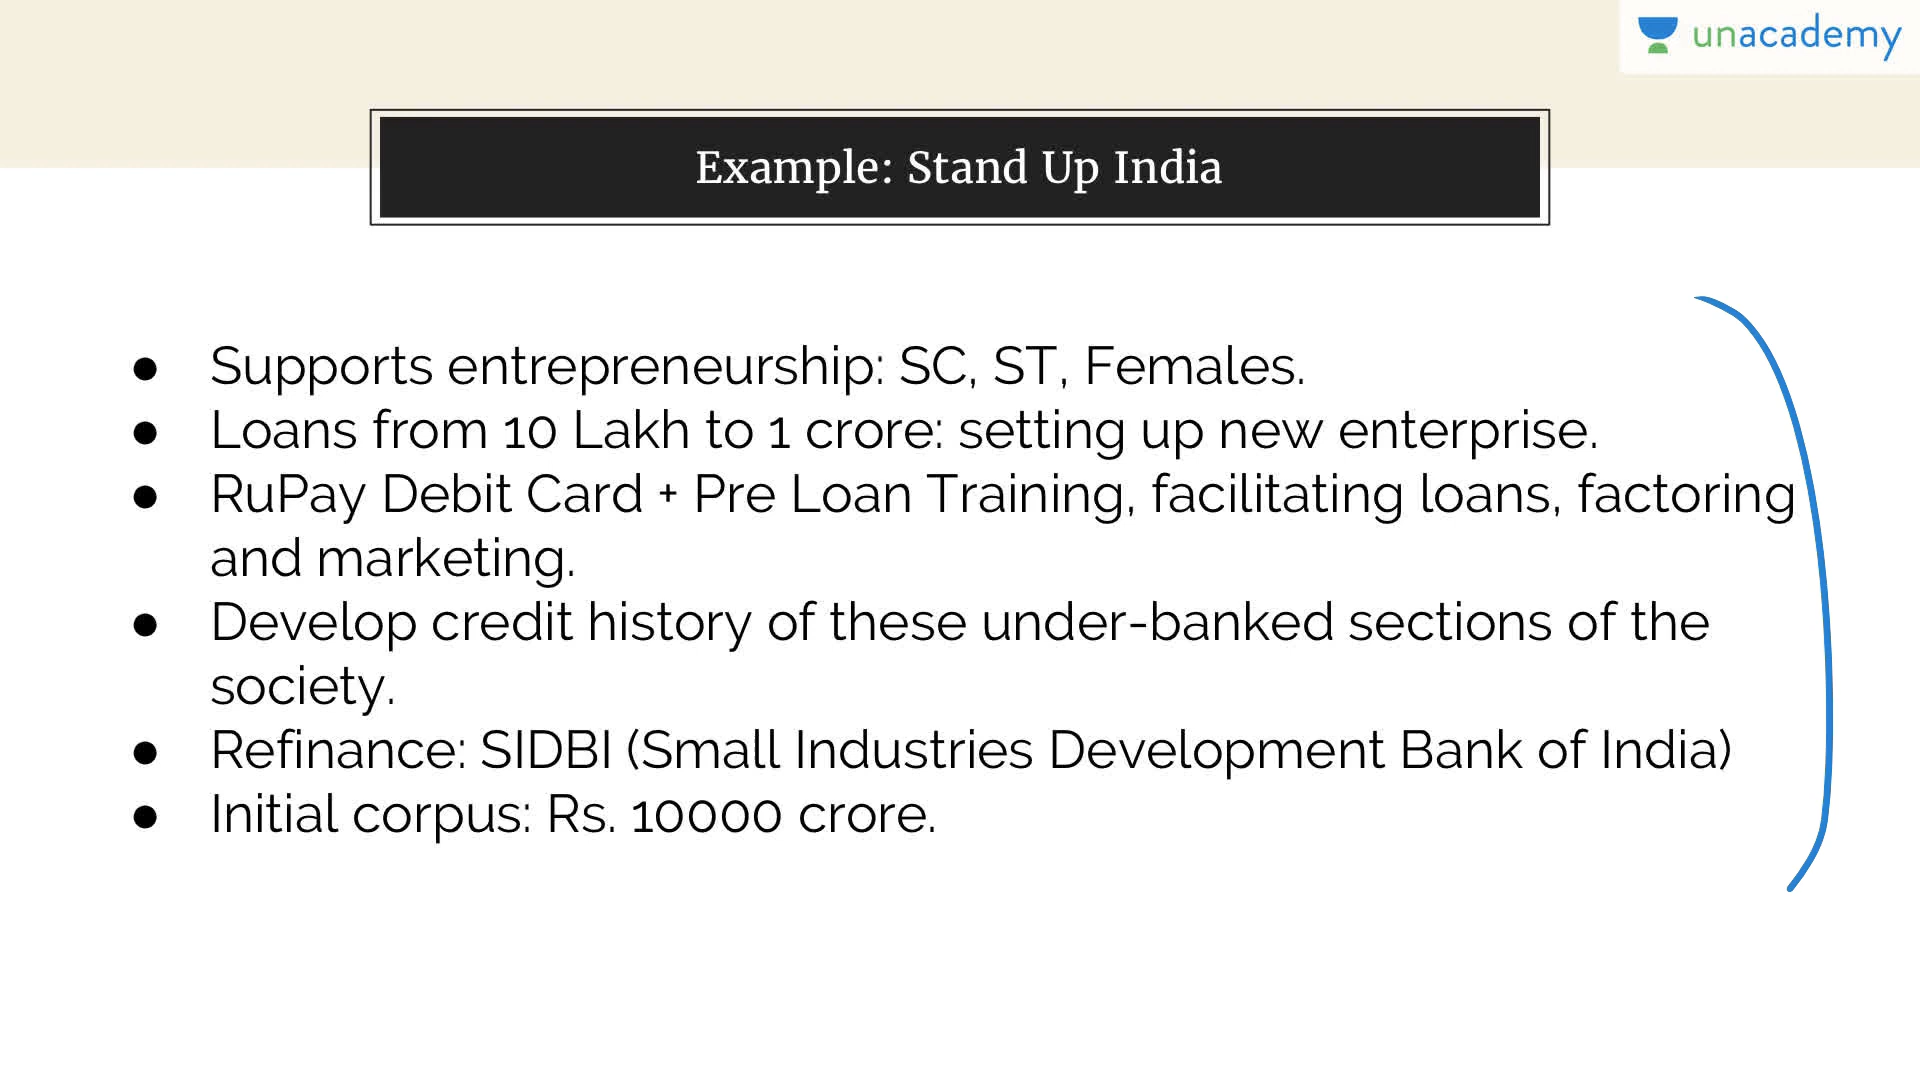 unacademy
Example: Stand Up India
● Supports entrepreneurship: SC, ST, Females.
● Loans from 10 Lakh to 1 crore: setting up new enterprise.
● RuPay Debit Card + Pre Loan Training, facilitating loans, factoring
and marketing.
● Develop credit history of these under-banked sections of the
society.
● Refinance: SIDBI (Small Industries Development Bank of India)
● Initial corpus: Rs. 10000 crore.